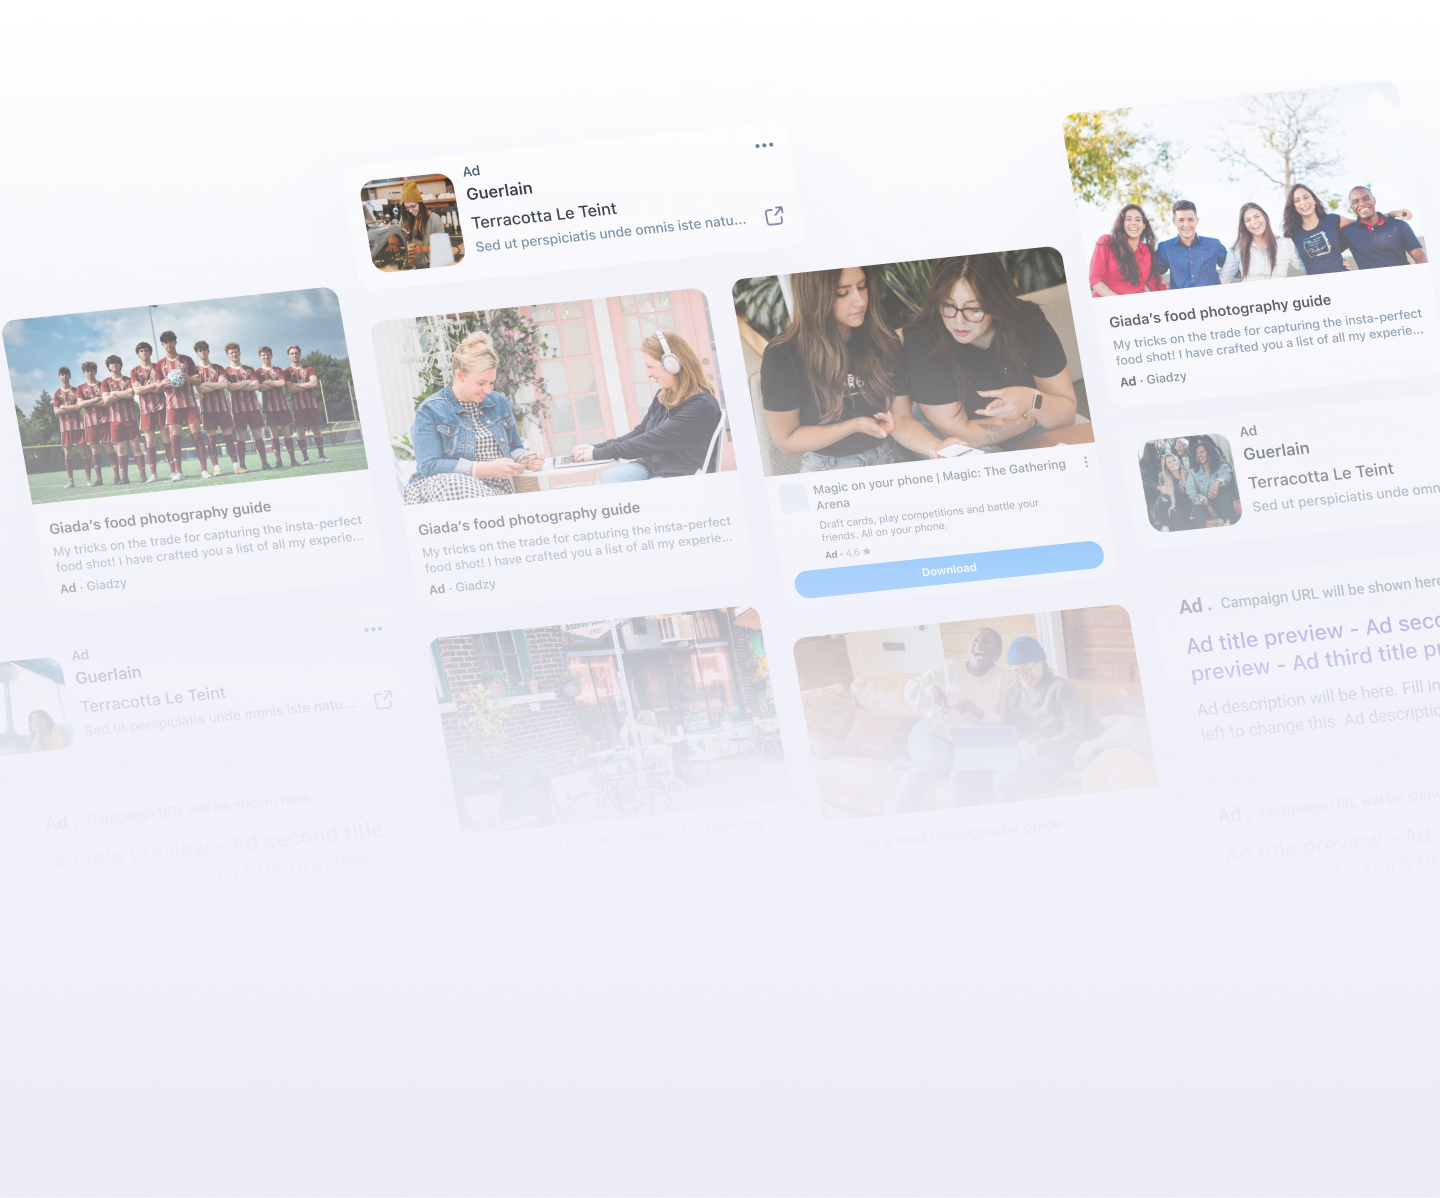 Ad
Guerlain
Terracotta Le Teint
Sed ut perspiciatis unde omnis iste natu...
Giada's food photography guide
My tricks on the trade for capturing the insta-perfect
food shot! I have crafted you a list of all my experie...
Ad · Giadzy
Giada's food photography guide
My tricks on the trade for capturing the insta-perfect
food shot! I have crafted you a list of all my experie...
Ad · Giadzy
Giada's food photography guide
My tricks on the trade for capturing the insta-perfect
food shot! I have crafted you a list of all my experie...
Ad · Giadzy
Magic on your phone | Magic: The Gathering
Arena
Draft cards, play competitions and battle your
friends. All on your phone.
Ad · 4,6 ★
Download
Ad
Guerlain
Terracotta Le Teint
Sed ut perspiciatis unde omn
Ad
Guerlain
Terracotta Le Teint
Sed ut perspiciatis unde omnis iste natu...
Ad . Campaign URL will be shown here
Ad title preview - Ad seco
preview - Ad third title pr
Ad description will be here. Fill in
left to change this. Ad descriptio
Ad . Campaign URL will be shown here
Ad title preview - Ad second title
Ad third title preview
Giada's food photography guide
Ad . Campaign URL will be show
Ad title preview - Ad
preview - Ad third tit